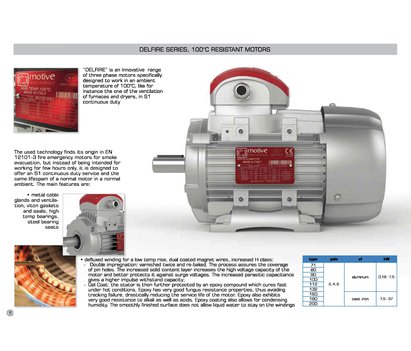 DELFIRE SERIES, 100°C RESISTANT MOTORS
"DELFIRE" is an innovative range
of three phase motors specifically
designed to work in an ambient
temperature of 100°C, like for
instance the one of the ventilation
of furnaces and dryers, in S1
continuous duty
motive
motive
The used technology finds its origin in EN
12101-3 fire emergency motors for smoke
evacuation, but instead of being intended for
working for few hours only, it is designed to
offer an S1 continuous duty service and the
same lifespan of a normal motor in a normal
ambient. The main features are:
• metal cable
glands and ventila-
tion, viton gaskets
and seals, high
temp bearings,
steel bearing
seats
• defluxed winding for a low temp rise, dual coated magnet wires, increased H class:
- Double impregnation: varnished twice and re-baked. The process assures the coverage
of pin holes. The increased solid content layer increases the high voltage capacity of the
motor and better protects it against surge voltages. The increased parasitic capacitance
gives a higher impulse withstand capacity.
- Gel Coat. The stator is then further protected by an epoxy compound which cures fast
under hot conditions. Epoxy has very good fungus resistance properties, thus avoiding
tracking failure, drastically reducing the service life of the motor. Epoxy also exhibits
very good resistance to alkali as well as acids. Epoxy coating also allows for condensing
humidity. The smoothly finished surface does not allow liquid water to stay on the windings
type pole of kW
71
80
90
100
112
132
160
180
200
2, 4, 6
aluminum 0.18- 7.5
cast iron 7.5- 37